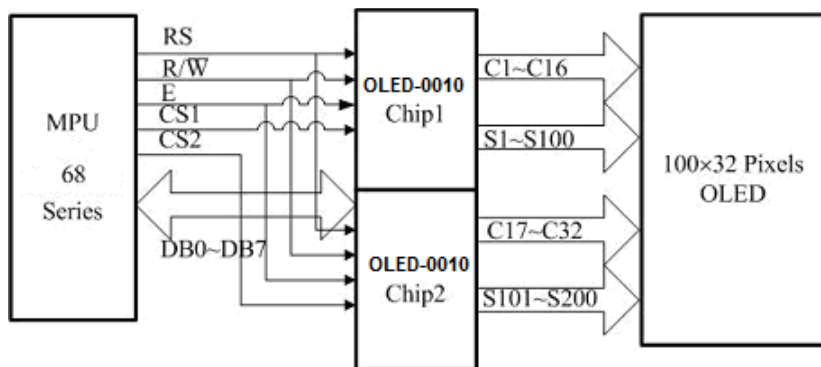 MPU
68
Series
RS
R/W̅
E
CS1
CS2
DB0~DB7
OLED-0010
Chip1
OLED-0010
Chip2
C1~C16
S1~S100
C17~C32
S101~S200
100×32 Pixels
OLED